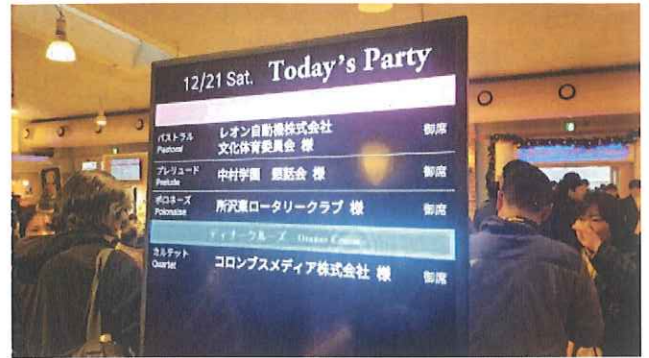 12/21 Sat. Today's Party
パストラル レオン自動機株式会社 御席
Pastoral 文化体育委員会 様
プレリュード 中村学園 懇話会 様 御席
Prelude
ポロネーズ 所沢東ロータリークラブ 様 御席
Polonaise
ディナークルーズ Dinner Cruise
カルテット コロンブスメディア株式会社 様 御席
Quartet